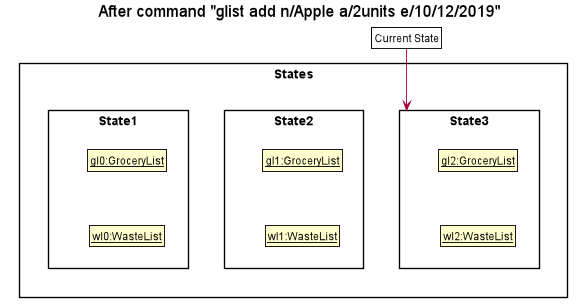 After command "glist add n/Apple a/2units e/10/12/2019"
Current State
States
State1
State2
State3
gl0:GroceryList
gl1:GroceryList
gl2:GroceryList
wl0:WasteList
wl1:WasteList
wl2:WasteList